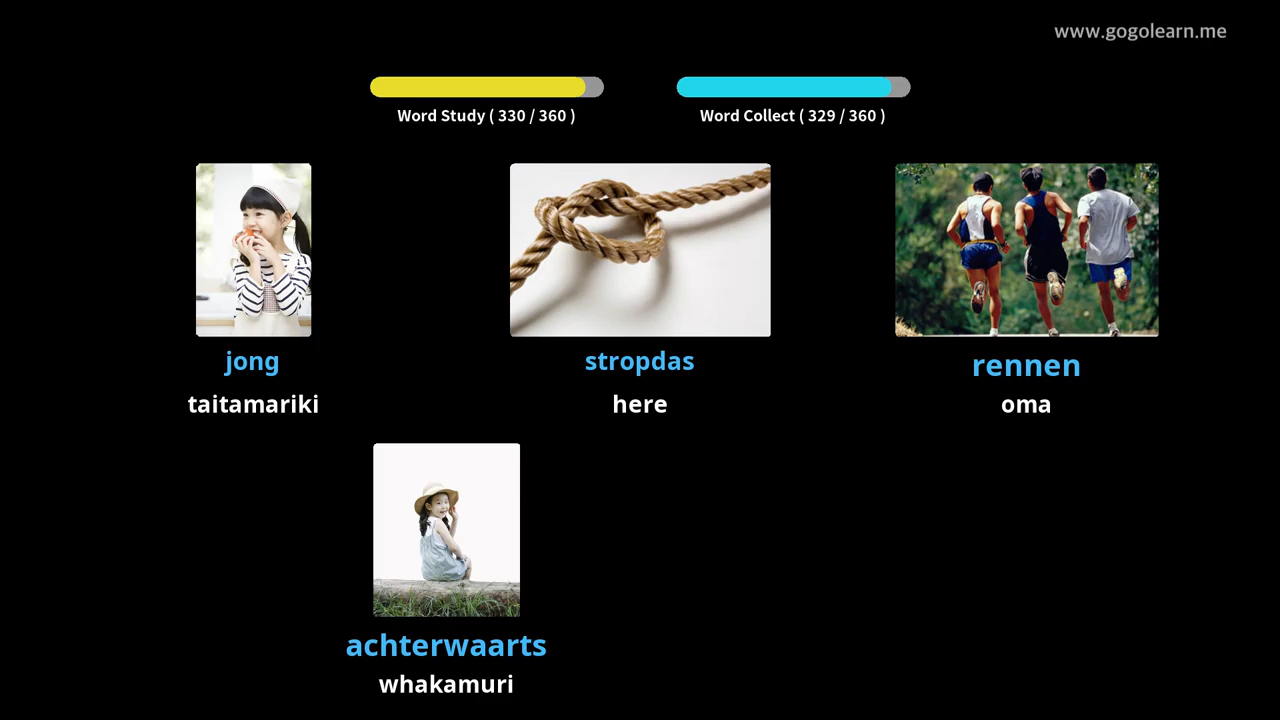 www.gogolearn.me
Word Study ( 330 / 360 )
Word Collect ( 329 / 360 )
jong
stropdas
rennen
taitamariki
here
oma
achterwaarts
whakamuri